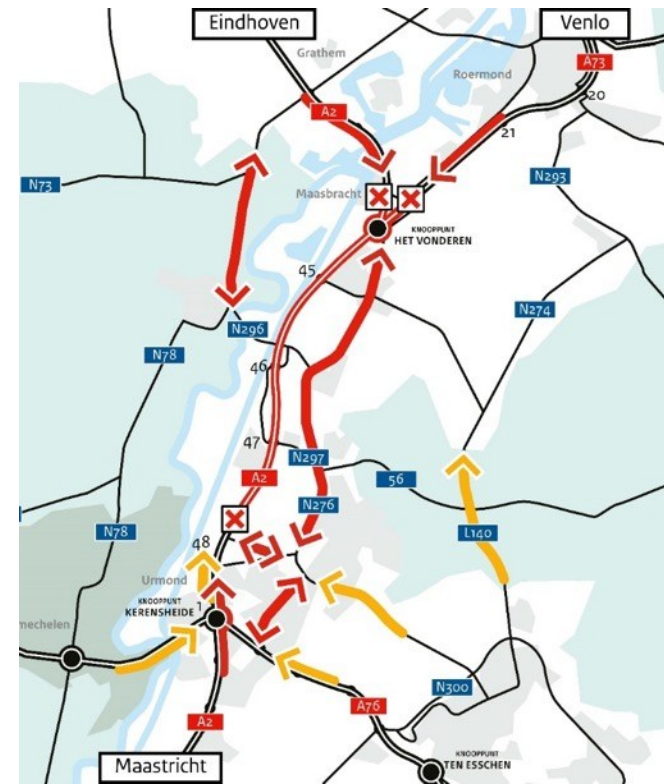 Eindhoven
Venlo
Grathem
Roermond
A73
20
A2
21
N293
N73
Maasbracht
KNOOPPUNT
HET VONDEREN
45
N274
N296
N78
46
47
N297
A2
56
N276
N78
L140
48
Urmond
KNOOPPUNT
KERENSHEIDE
1
mechelen
N300
A76
A2
KNOOPPUNT
TEN ESSCHEN
Maastricht